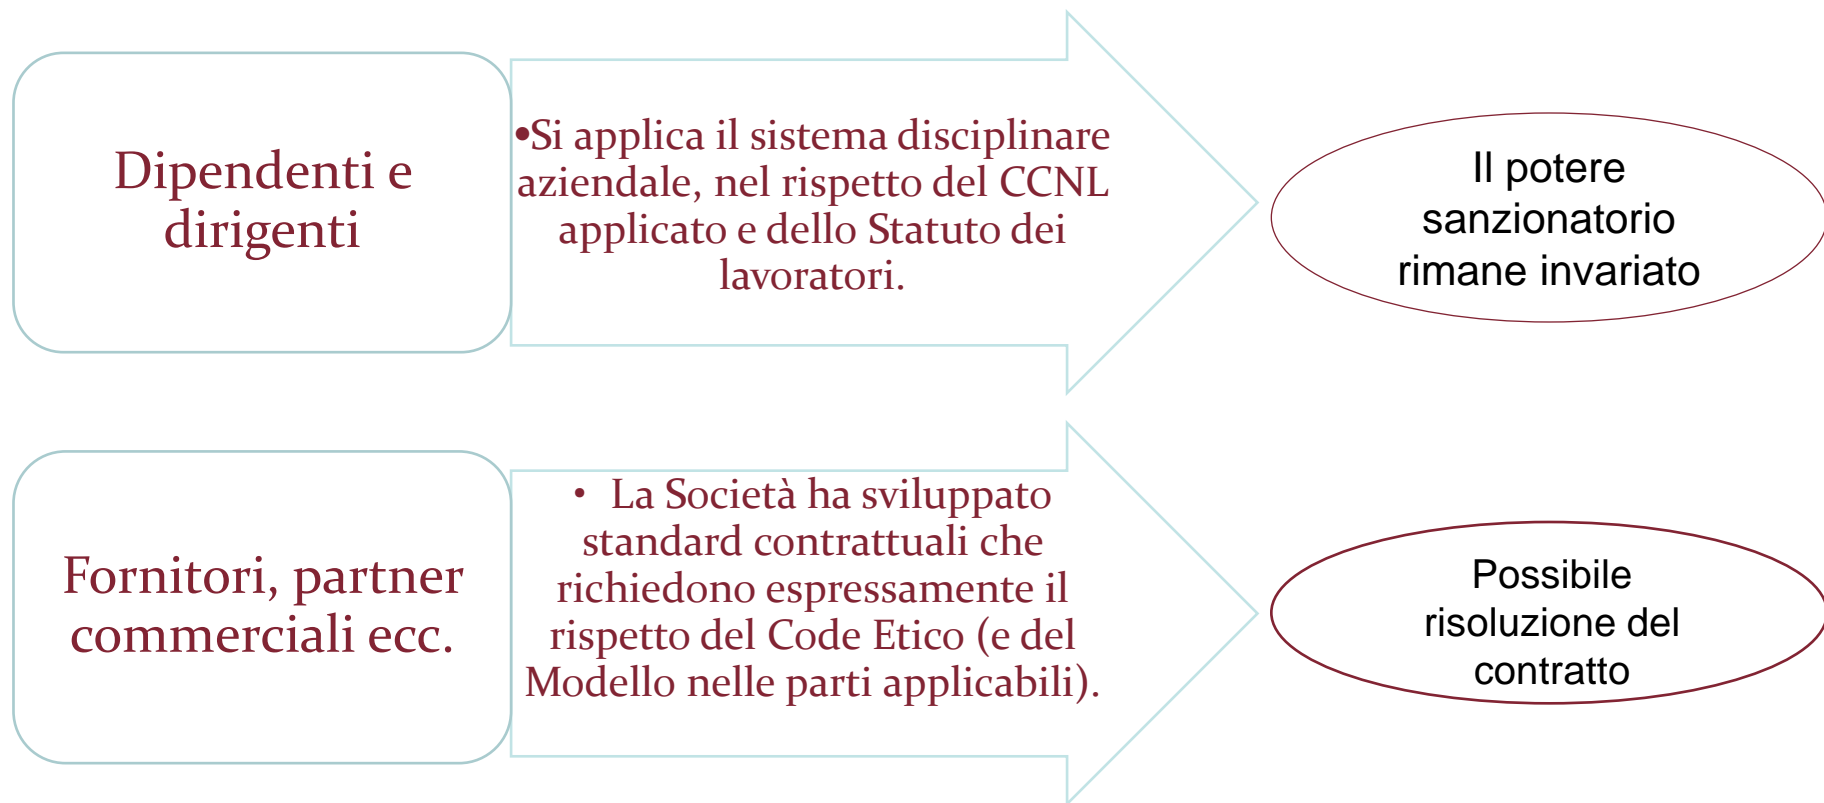 Dipendenti e
dirigenti
•Si applica il sistema disciplinare
aziendale, nel rispetto del CCNL
applicato e dello Statuto dei
lavoratori.
Il potere
sanzionatorio
rimane invariato
Fornitori, partner
commerciali ecc.
• La Società ha sviluppato
standard contrattuali che
richiedono espressamente il
rispetto del Code Etico (e del
Modello nelle parti applicabili).
Possibile
risoluzione del
contratto